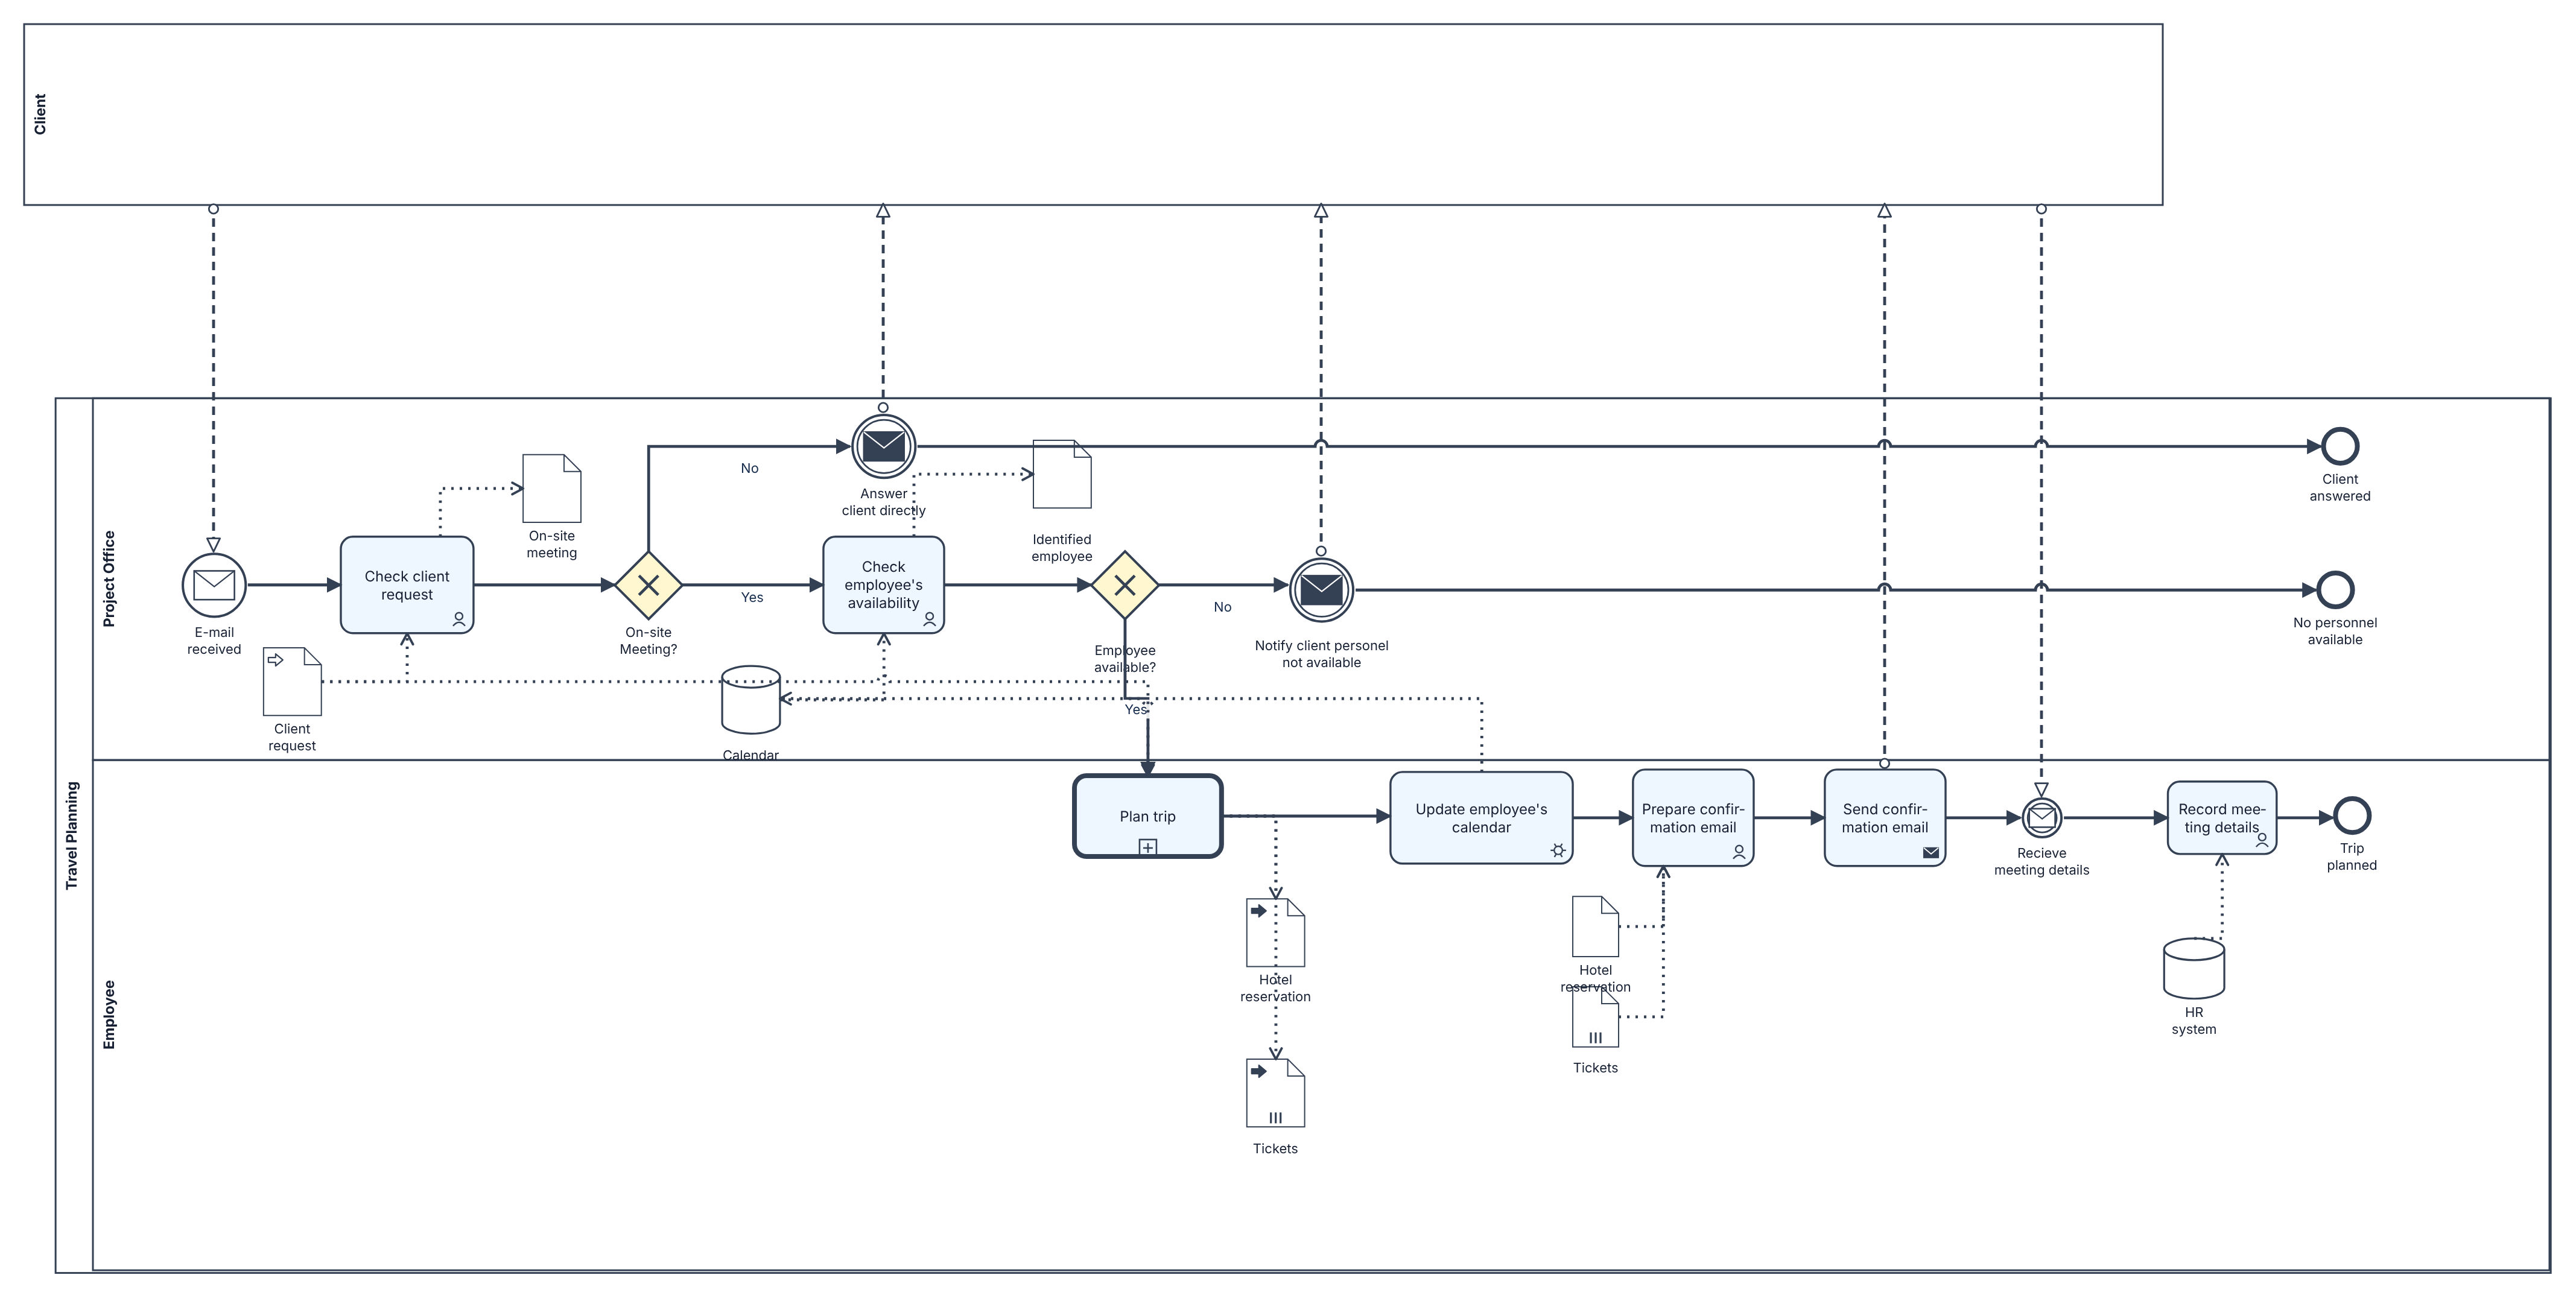 Client
Travel Planning
Project Office
Employee
E-mail
received
Check client
request
Client
request
On-site
meeting
On-site
Meeting?
No
Yes
Answer
client directly
Check
employee's
availability
Calendar
Identified
employee
Employee
available?
No
Yes
Notify client personel
not available
Client
answered
No personnel
available
Plan trip
Hotel
reservation
Tickets
Update employee's
calendar
Prepare confir-
mation email
Hotel
reservation
Tickets
Send confir-
mation email
Recieve
meeting details
Record mee-
ting details
HR
system
Trip
planned